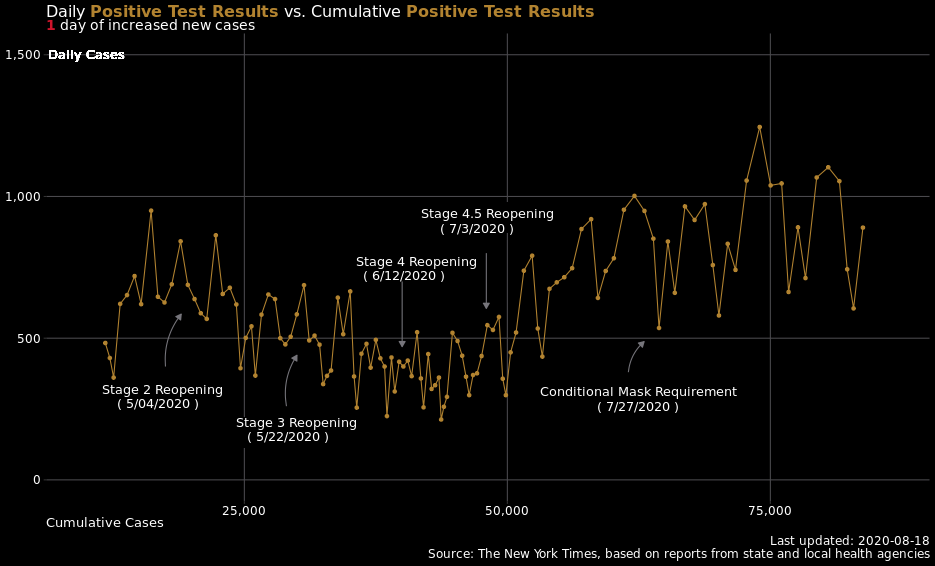 Daily Positive Test Results vs. Cumulative Positive Test Results
1 day of increased new cases
1,500
Daily Cases
1,000
Stage 4.5 Reopening
( 7/3/2020 )
Stage 4 Reopening
( 6/12/2020 )
500
Stage 2 Reopening
( 5/04/2020 )
Conditional Mask Requirement
( 7/27/2020 )
Stage 3 Reopening
( 5/22/2020 )
0
25,000
50,000
75,000
Cumulative Cases
Last updated: 2020-08-18
Source: The New York Times, based on reports from state and local health agencies